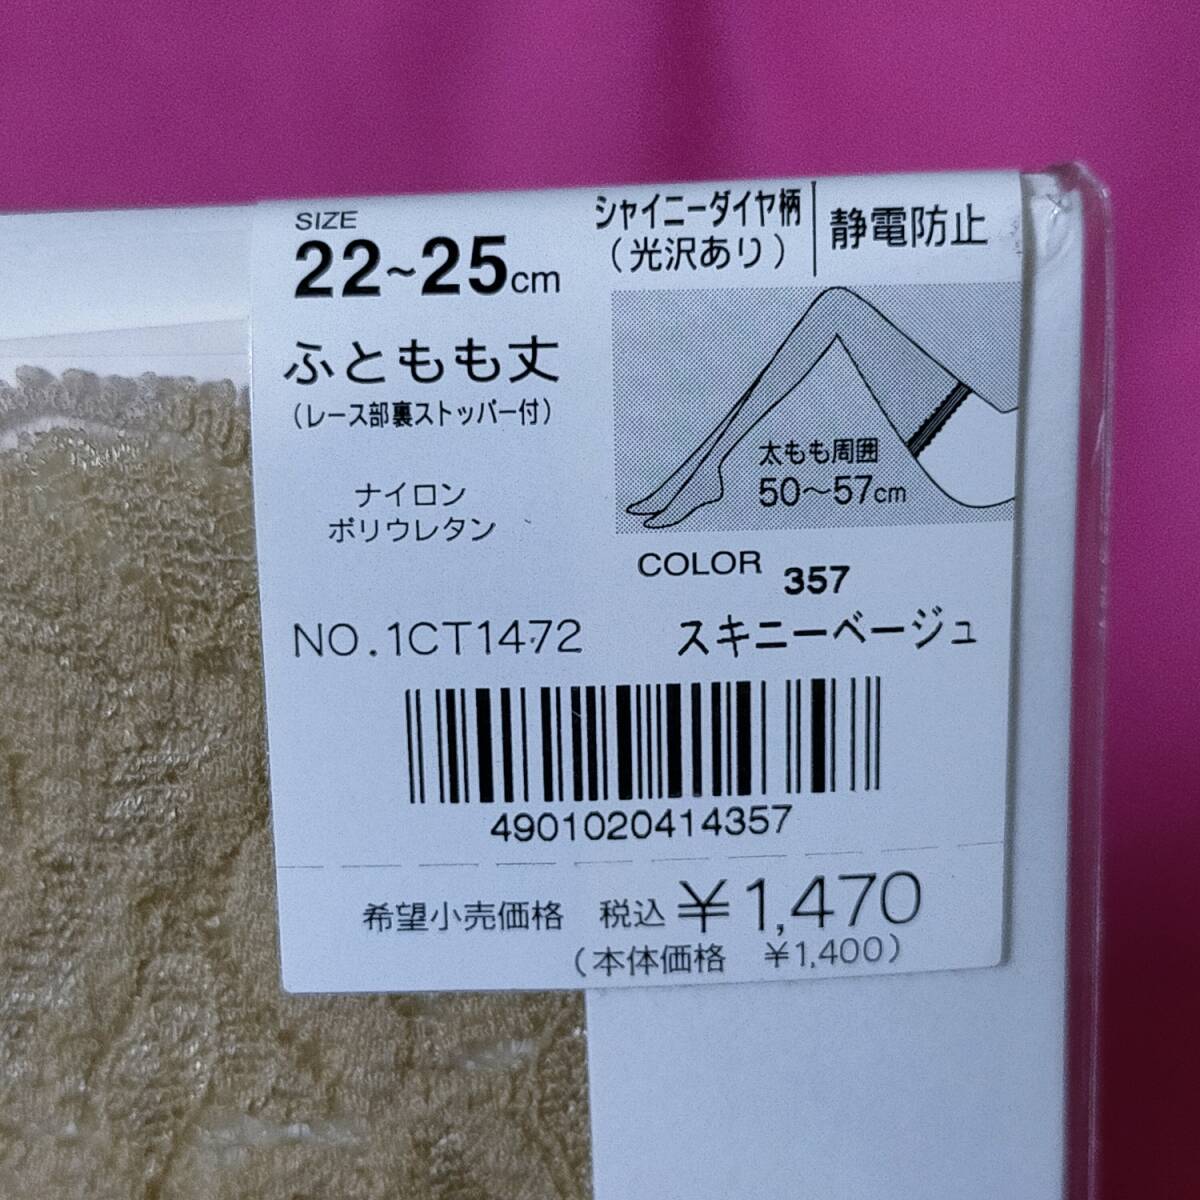 SIZE
22~25cm
シャイニーダイヤ柄
(光沢あり)
静電防止
ふともも丈
(レース部裏ストッパー付)
太もも周囲
50~57cm
ナイロン
ポリウレタン
COLOR 357
NO.1CT1472 スキニーベージュ
4901020414357
希望小売価格 税込 ¥1,470
(本体価格 ¥1,400)